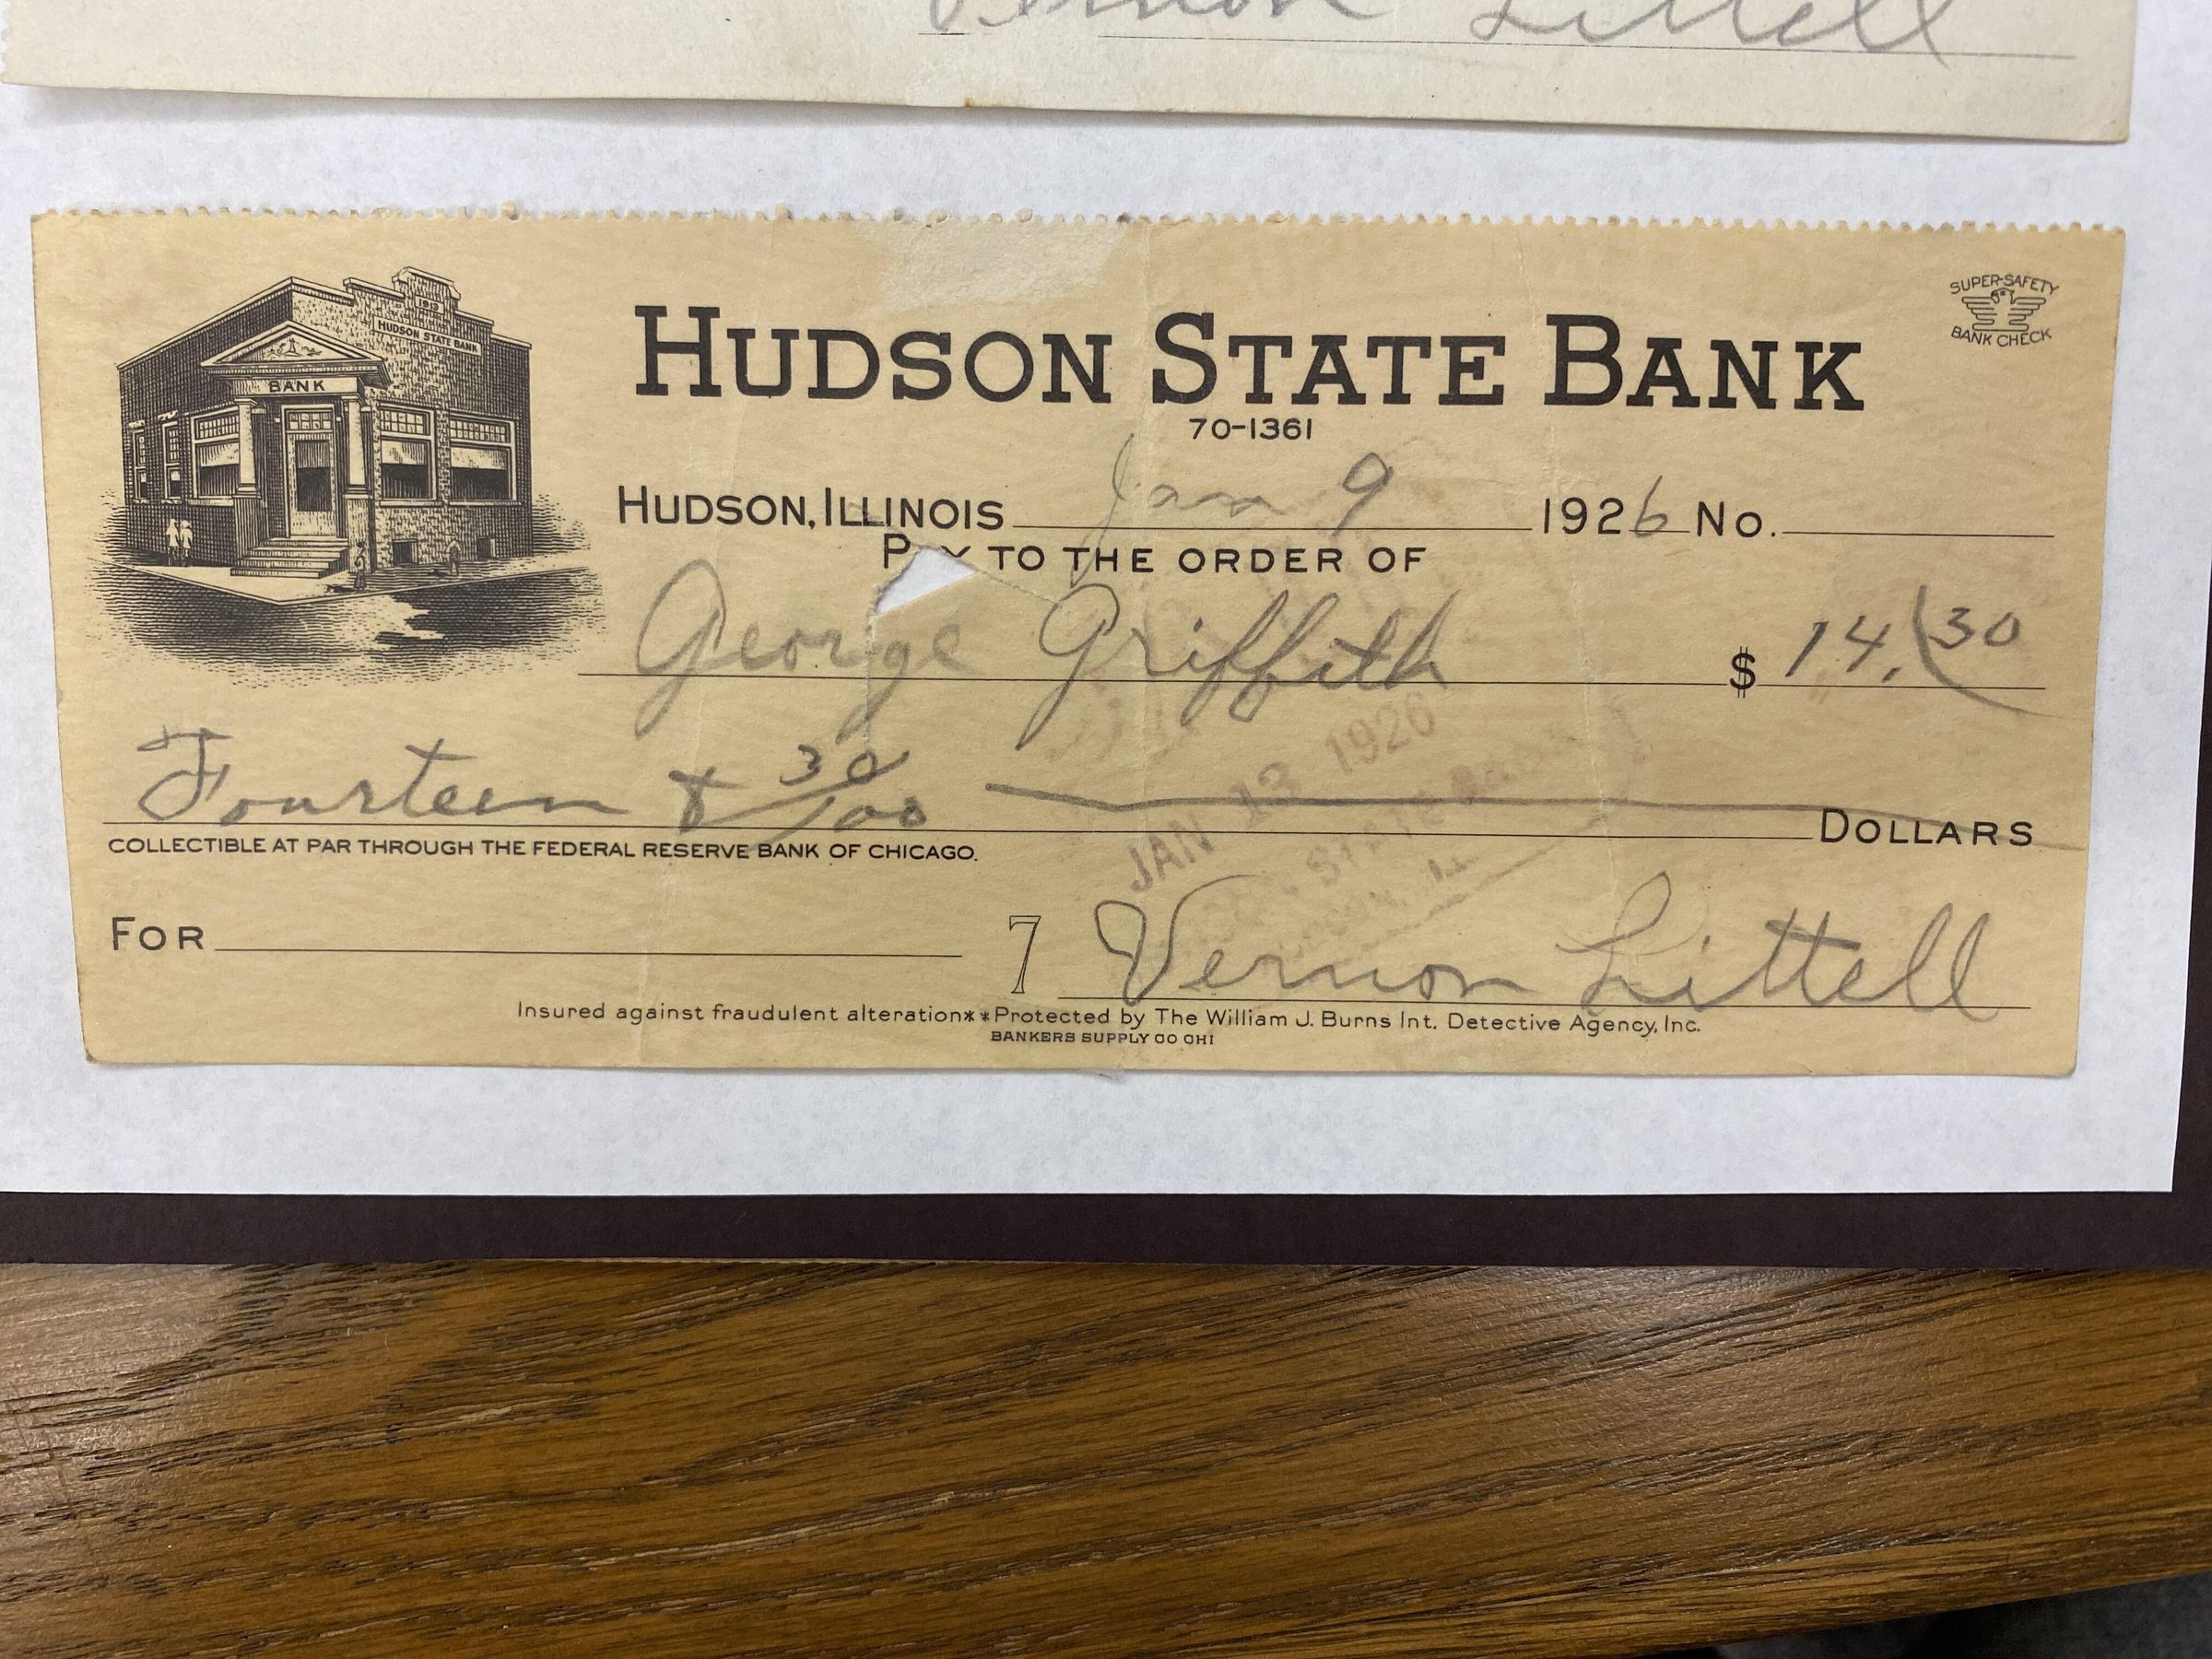 Vernon Littell
1919
HUDSON STATE BANK
BANK
SUPER-SAFETY
BANK CHECK
HUDSON STATE BANK
70-1361
HUDSON, ILLINOIS Jan 9 1926 No.
PAY TO THE ORDER OF
George Griffith $ 14.30
Fourteen & 30/100 DOLLARS
COLLECTIBLE AT PAR THROUGH THE FEDERAL RESERVE BANK OF CHICAGO.
JAN 13 1926
STATE BANK
FOR 7 Vernon Littell
Insured against fraudulent alteration**Protected by The William J. Burns Int. Detective Agency, Inc.
BANKERS SUPPLY CO CHI